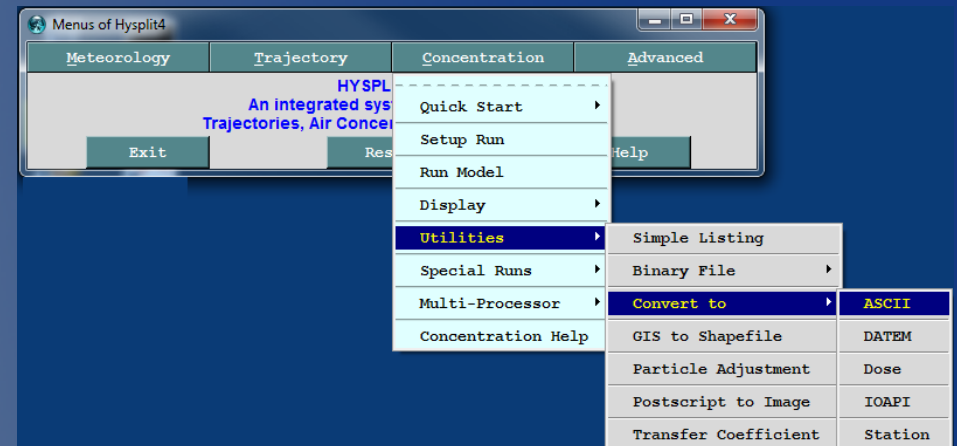 Menus of Hysplit4
Meteorology Trajectory Concentration Advanced
HYSPL
An integrated sys
Trajectories, Air Concer
Exit Res Help
Quick Start
Setup Run
Run Model
Display
Utilities
Special Runs
Multi-Processor
Concentration Help
Simple Listing
Binary File
Convert to
GIS to Shapefile
Particle Adjustment
Postscript to Image
Transfer Coefficient
ASCII
DATEM
Dose
IOAPI
Station